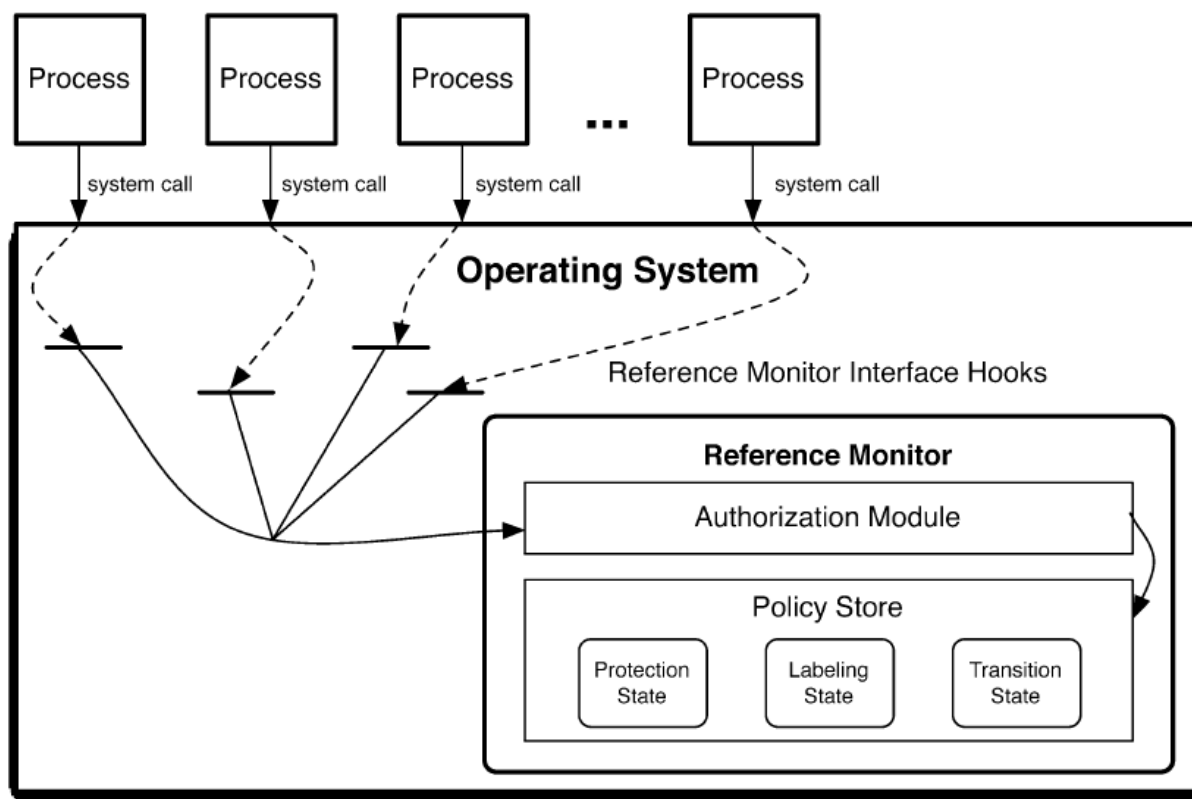 Process
Process
Process
...
Process
system call
system call
system call
system call
Operating System
Reference Monitor Interface Hooks
Reference Monitor
Authorization Module
Policy Store
Protection
State
Labeling
State
Transition
State